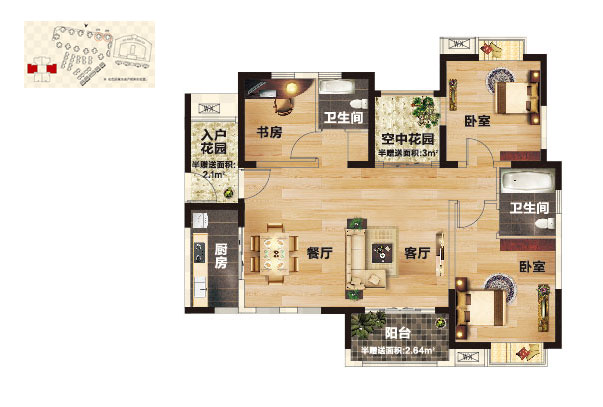 书房
卫生间
空中花园
半赠送面积:3m²
卧室
入户
花园
半赠送面积:
2.1m²
卫生间
厨房
餐厅
客厅
卧室
阳台
半赠送面积:2.64m²